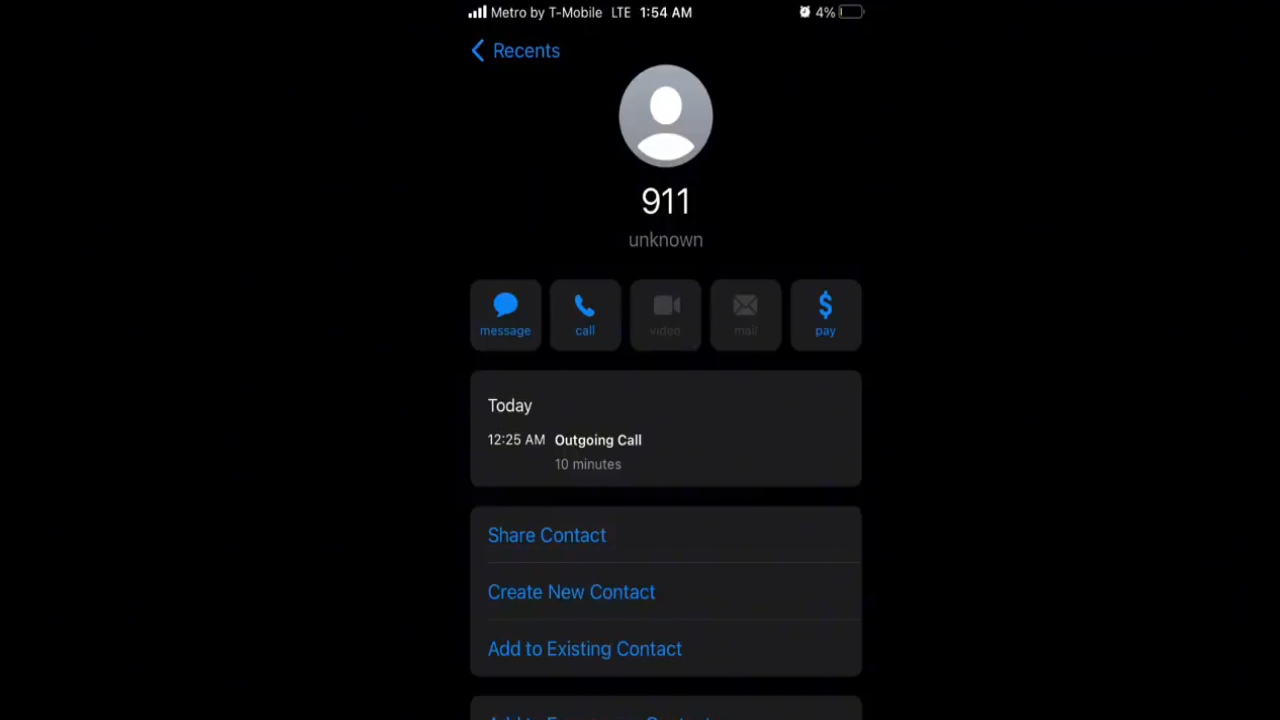 Metro by T-Mobile LTE 1:54 AM 4%
Recents
911
unknown
message call video mail pay
Today
12:25 AM Outgoing Call
10 minutes
Share Contact
Create New Contact
Add to Existing Contact